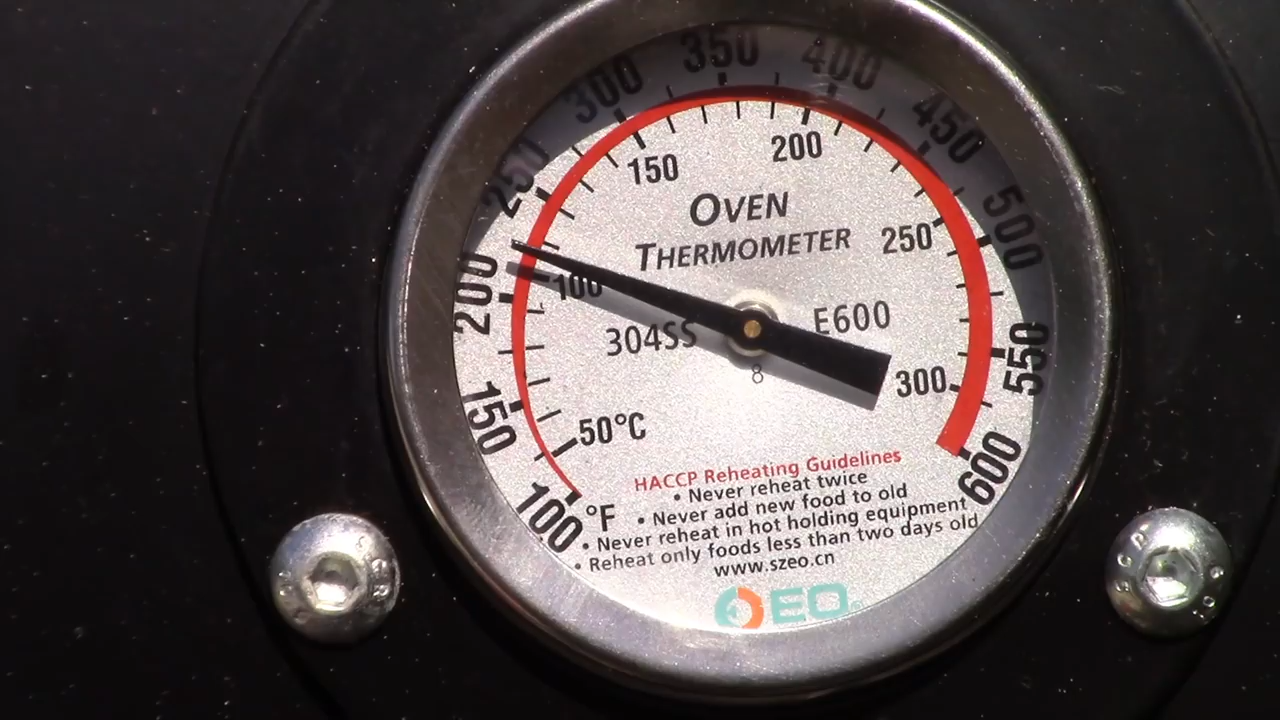 100 150 200 250 300 350 400 450 500 550 600
°F
50°C 100 150 200 250 300
OVEN
THERMOMETER
304SS E600
8
HACCP Reheating Guidelines
• Never reheat twice
• Never add new food to old
• Never reheat in hot holding equipment
• Reheat only foods less than two days old
www.szeo.cn
EO